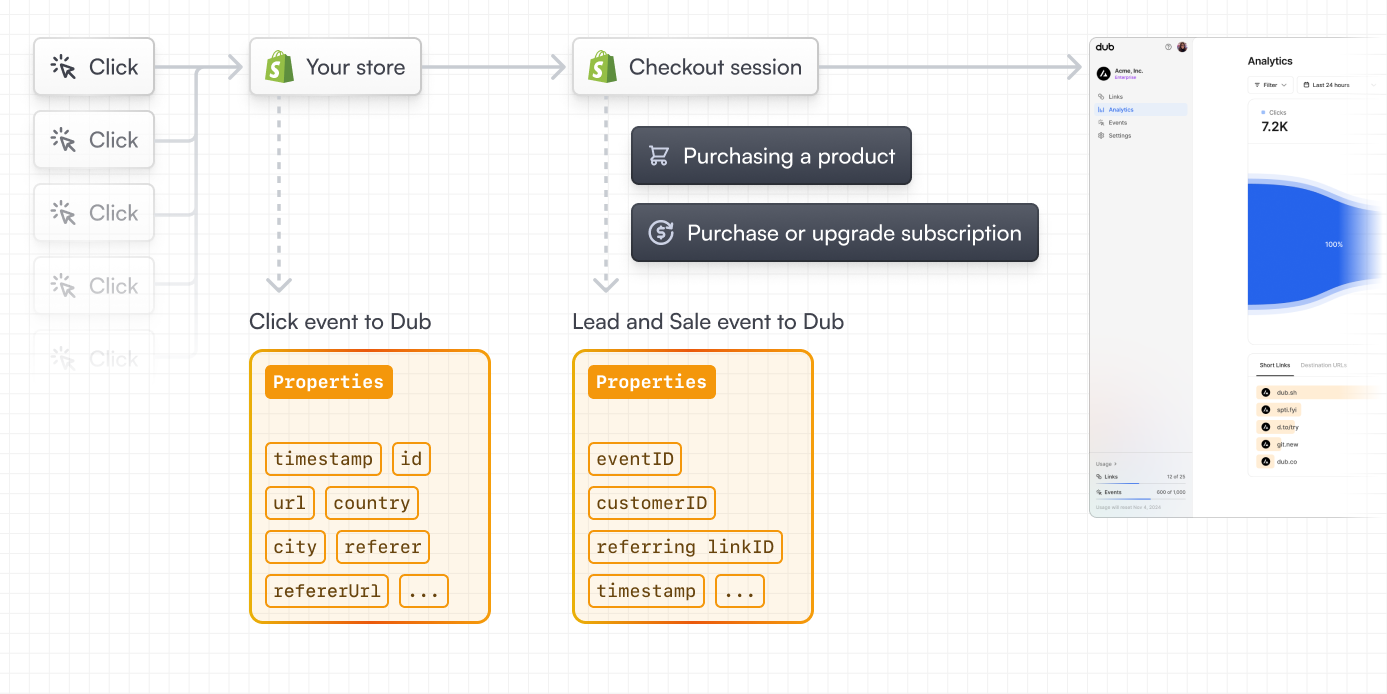 Click
Click
Click
Click
Click
Your store
Checkout session
Purchasing a product
Purchase or upgrade subscription
Click event to Dub
Properties
timestamp
id
url
country
city
referer
refererUrl
...
Lead and Sale event to Dub
Properties
eventID
customerID
referring linkID
timestamp
...
dub
Acme, Inc.
Enterprise
Links
Analytics
Events
Settings
Usage
Links
12 of 25
Events
800 of 1,000
Usage will reset Nov 4, 2024
Analytics
Filter
Last 24 hours
Clicks
7.2K
100%
Short Links
Destination URLs
dub.sh
spti.fyi
d.to/try
git.new
dub.co